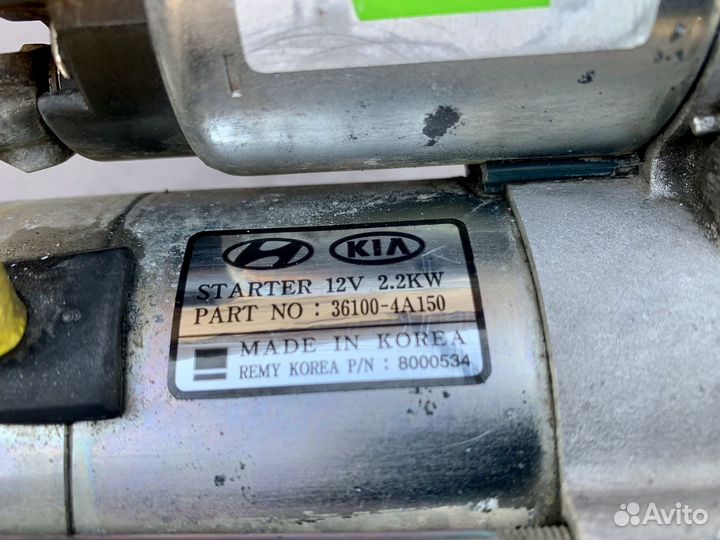 KIA
STARTER 12V 2.2KW
PART NO : 36100-4A150
MADE IN KOREA
REMY KOREA P/N : 8000534
Avito